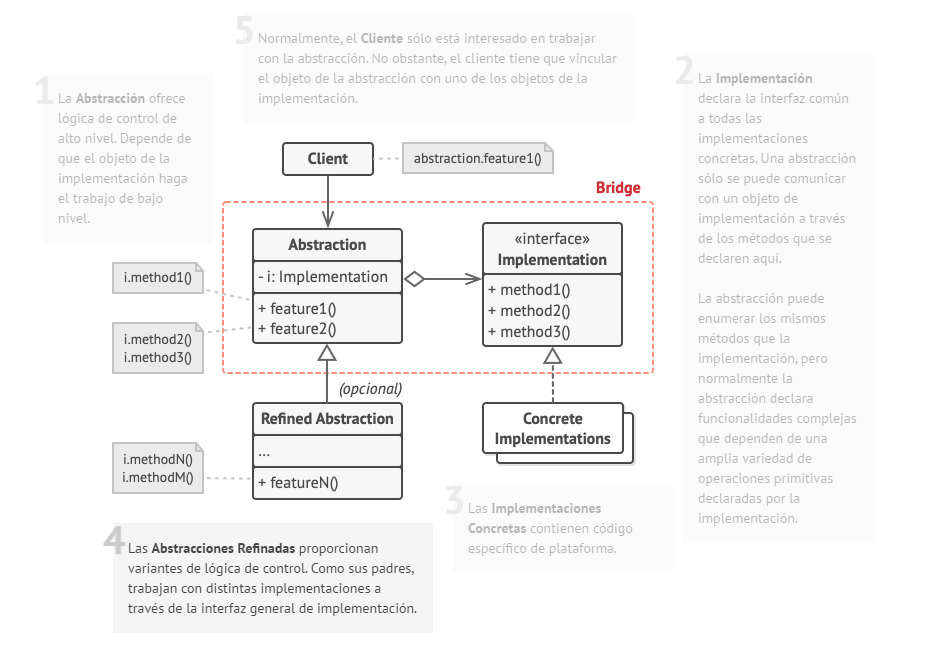 5
Normalmente, el Cliente sólo está interesado en trabajar
con la abstracción. No obstante, el cliente tiene que vincular
el objeto de la abstracción con uno de los objetos de la
implementación.
1
La Abstracción ofrece
lógica de control de
alto nivel. Depende de
que el objeto de la
implementación haga
el trabajo de bajo
nivel.
2
La Implementación
declara la interfaz común
a todas las
implementaciones
concretas. Una abstracción
sólo se puede comunicar
con un objeto de
implementación a través
de los métodos que se
declaren aquí.
La abstracción puede
enumerar los mismos
métodos que la
implementación, pero
normalmente la
abstracción declara
funcionalidades complejas
que dependen de una
amplia variedad de
operaciones primitivas
declaradas por la
implementación.
Client
abstraction.feature1()
Bridge
Abstraction
- i: Implementation
+ feature1()
+ feature2()
«interface»
Implementation
+ method1()
+ method2()
+ method3()
i.method1()
i.method2()
i.method3()
(opcional)
Refined Abstraction
...
+ featureN()
Concrete
Implementations
i.methodN()
i.methodM()
3
Las Implementaciones
Concretas contienen código
específico de plataforma.
4
Las Abstracciones Refinadas proporcionan
variantes de lógica de control. Como sus padres,
trabajan con distintas implementaciones a
través de la interfaz general de implementación.